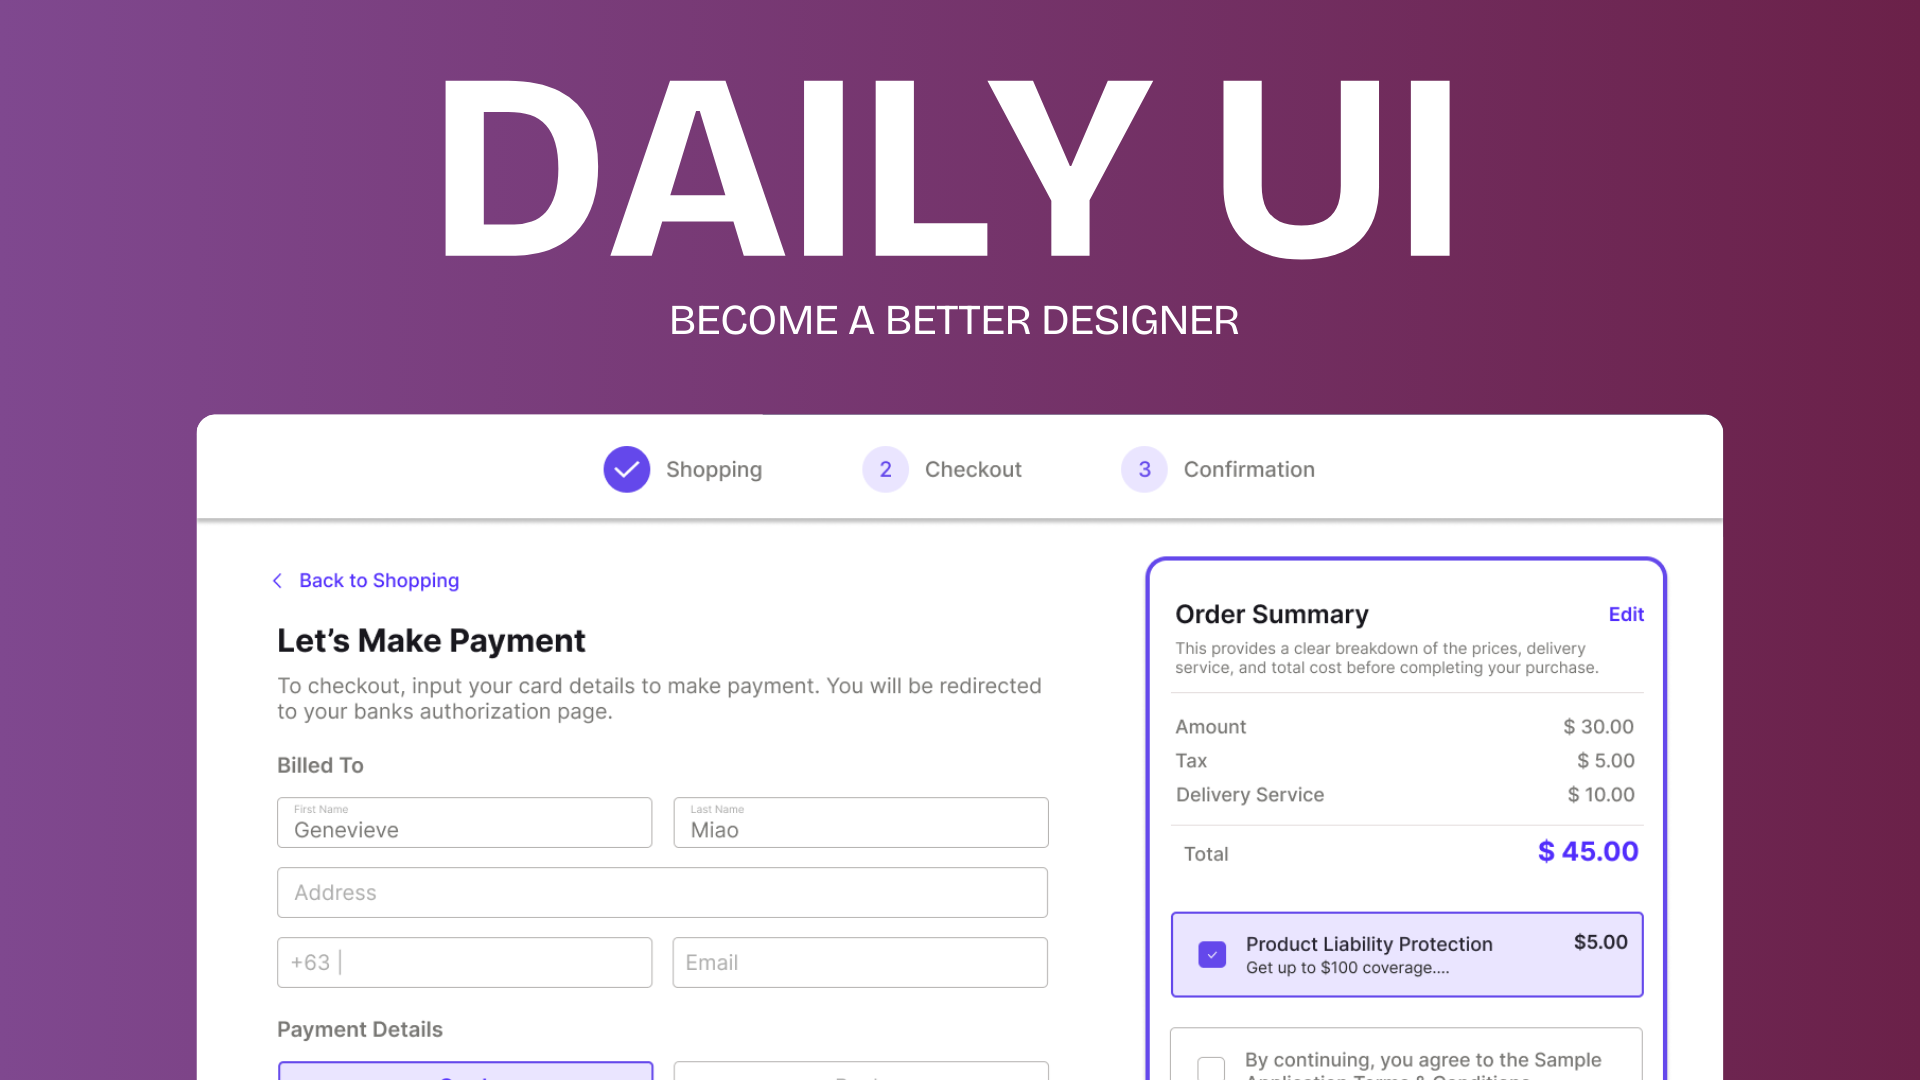 DAILY UI
BECOME A BETTER DESIGNER
Shopping
2 Checkout
3 Confirmation
Back to Shopping
Let’s Make Payment
To checkout, input your card details to make payment. You will be redirected
to your banks authorization page.
Billed To
First Name
Genevieve
Last Name
Miao
Address
+63 |
Email
Payment Details
Order Summary
Edit
This provides a clear breakdown of the prices, delivery
service, and total cost before completing your purchase.
Amount $ 30.00
Tax $ 5.00
Delivery Service $ 10.00
Total $ 45.00
Product Liability Protection $5.00
Get up to $100 coverage....
By continuing, you agree to the Sample
Application Terms & Conditions